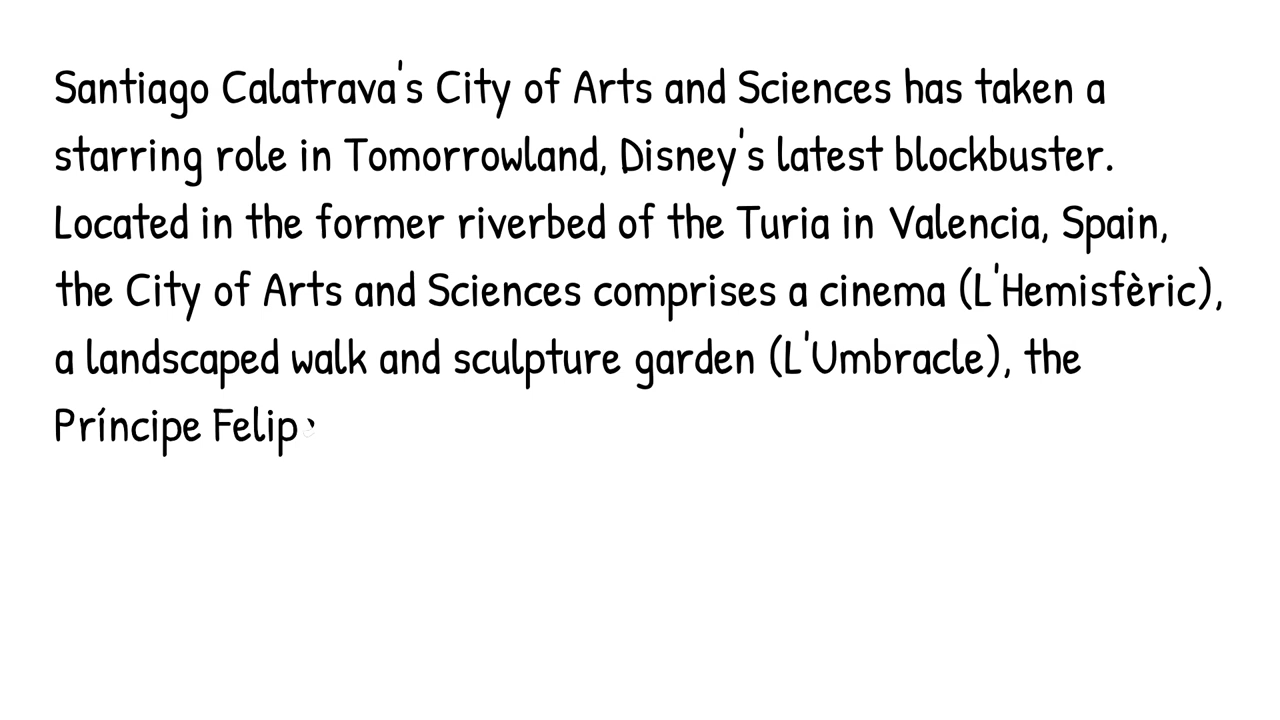 Santiago Calatrava's City of Arts and Sciences has taken a
starring role in Tomorrowland, Disney's latest blockbuster.
Located in the former riverbed of the Turia in Valencia, Spain,
the City of Arts and Sciences comprises a cinema (L'Hemisfèric),
a landscaped walk and sculpture garden (L'Umbracle), the
Príncipe Felip